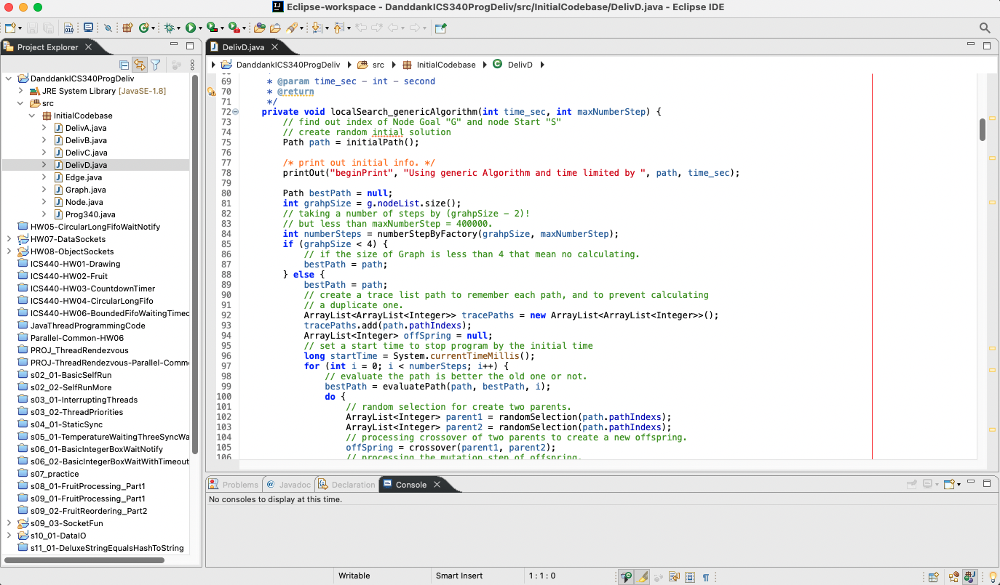 Eclipse-workspace - DanddankICS340ProgDeliv/src/InitialCodebase/DelivD.java - Eclipse IDE
Project Explorer
DanddankICS340ProgDeliv
JRE System Library [JavaSE-1.8]
src
InitialCodebase
DelivA.java
DelivB.java
DelivC.java
DelivD.java
Edge.java
Graph.java
Node.java
Prog340.java
HW05-CircularLongFifoWaitNotify
HW07-DataSockets
HW08-ObjectSockets
ICS440-HW01-Drawing
ICS440-HW02-Fruit
ICS440-HW03-CountdownTimer
ICS440-HW04-CircularLongFifo
ICS440-HW06-BoundedFifoWaitingTimeo
JavaThreadProgrammingCode
Parallel-Common-HW06
PROJ_ThreadRendezvous
PROJ-ThreadRendezvous-Parallel-Comm
s02_01-BasicSelfRun
s02_02-SelfRunMore
s03_01-InterruptingThreads
s03_02-ThreadPriorities
s04_01-StaticSync
s05_01-TemperatureWaitingThreeSyncWa
s06_01-BasicIntegerBoxWaitNotify
s06_02-BasicIntegerBoxWaitWithTimeout
s07_practice
s08_01-FruitProcessing_Part1
s09_01-FruitProcessing_Part1
s09_02-FruitReordering_Part2
s09_03-SocketFun
s10_01-DataIO
s11_01-DeluxeStringEqualsHashToString
DelivD.java
DanddankICS340ProgDeliv src InitialCodebase DelivD
69 * @param time_sec - int - second
70 * @return
71 */
72 private void localSearch_genericAlgorithm(int time_sec, int maxNumberStep) {
73 // find out index of Node Goal "G" and node Start "S"
74 // create random intial solution
75 Path path = initialPath();
76
77 /* print out initial info. */
78 printOut("beginPrint", "Using generic Algorithm and time limited by ", path, time_sec);
79
80 Path bestPath = null;
81 int grahpSize = g.nodeList.size();
82 // taking a number of steps by (grahpSize - 2)!
83 // but less than maxNumberStep = 400000.
84 int numberSteps = numberStepByFactory(grahpSize, maxNumberStep);
85 if (grahpSize < 4) {
86 // if the size of Graph is less than 4 that mean no calculating.
87 bestPath = path;
88 } else {
89 bestPath = path;
90 // create a trace list path to remember each path, and to prevent calculating
91 // a duplicate one.
92 ArrayList<ArrayList<Integer>> tracePaths = new ArrayList<ArrayList<Integer>>();
93 tracePaths.add(path.pathIndexs);
94 ArrayList<Integer> offSpring = null;
95 // set a start time to stop program by the initial time
96 long startTime = System.currentTimeMillis();
97 for (int i = 0; i < numberSteps; i++) {
98 // evaluate the path is better the old one or not.
99 bestPath = evaluatePath(path, bestPath, i);
100 do {
101 // random selection for create two parents.
102 ArrayList<Integer> parent1 = randomSelection(path.pathIndexs);
103 ArrayList<Integer> parent2 = randomSelection(path.pathIndexs);
104 // processing crossover of two parents to create a new offspring.
105 offSpring = crossover(parent1, parent2);
106 // processing the mutation step of offspring.
Problems Javadoc Declaration Console
No consoles to display at this time.
Writable Smart Insert 1 : 1 : 0